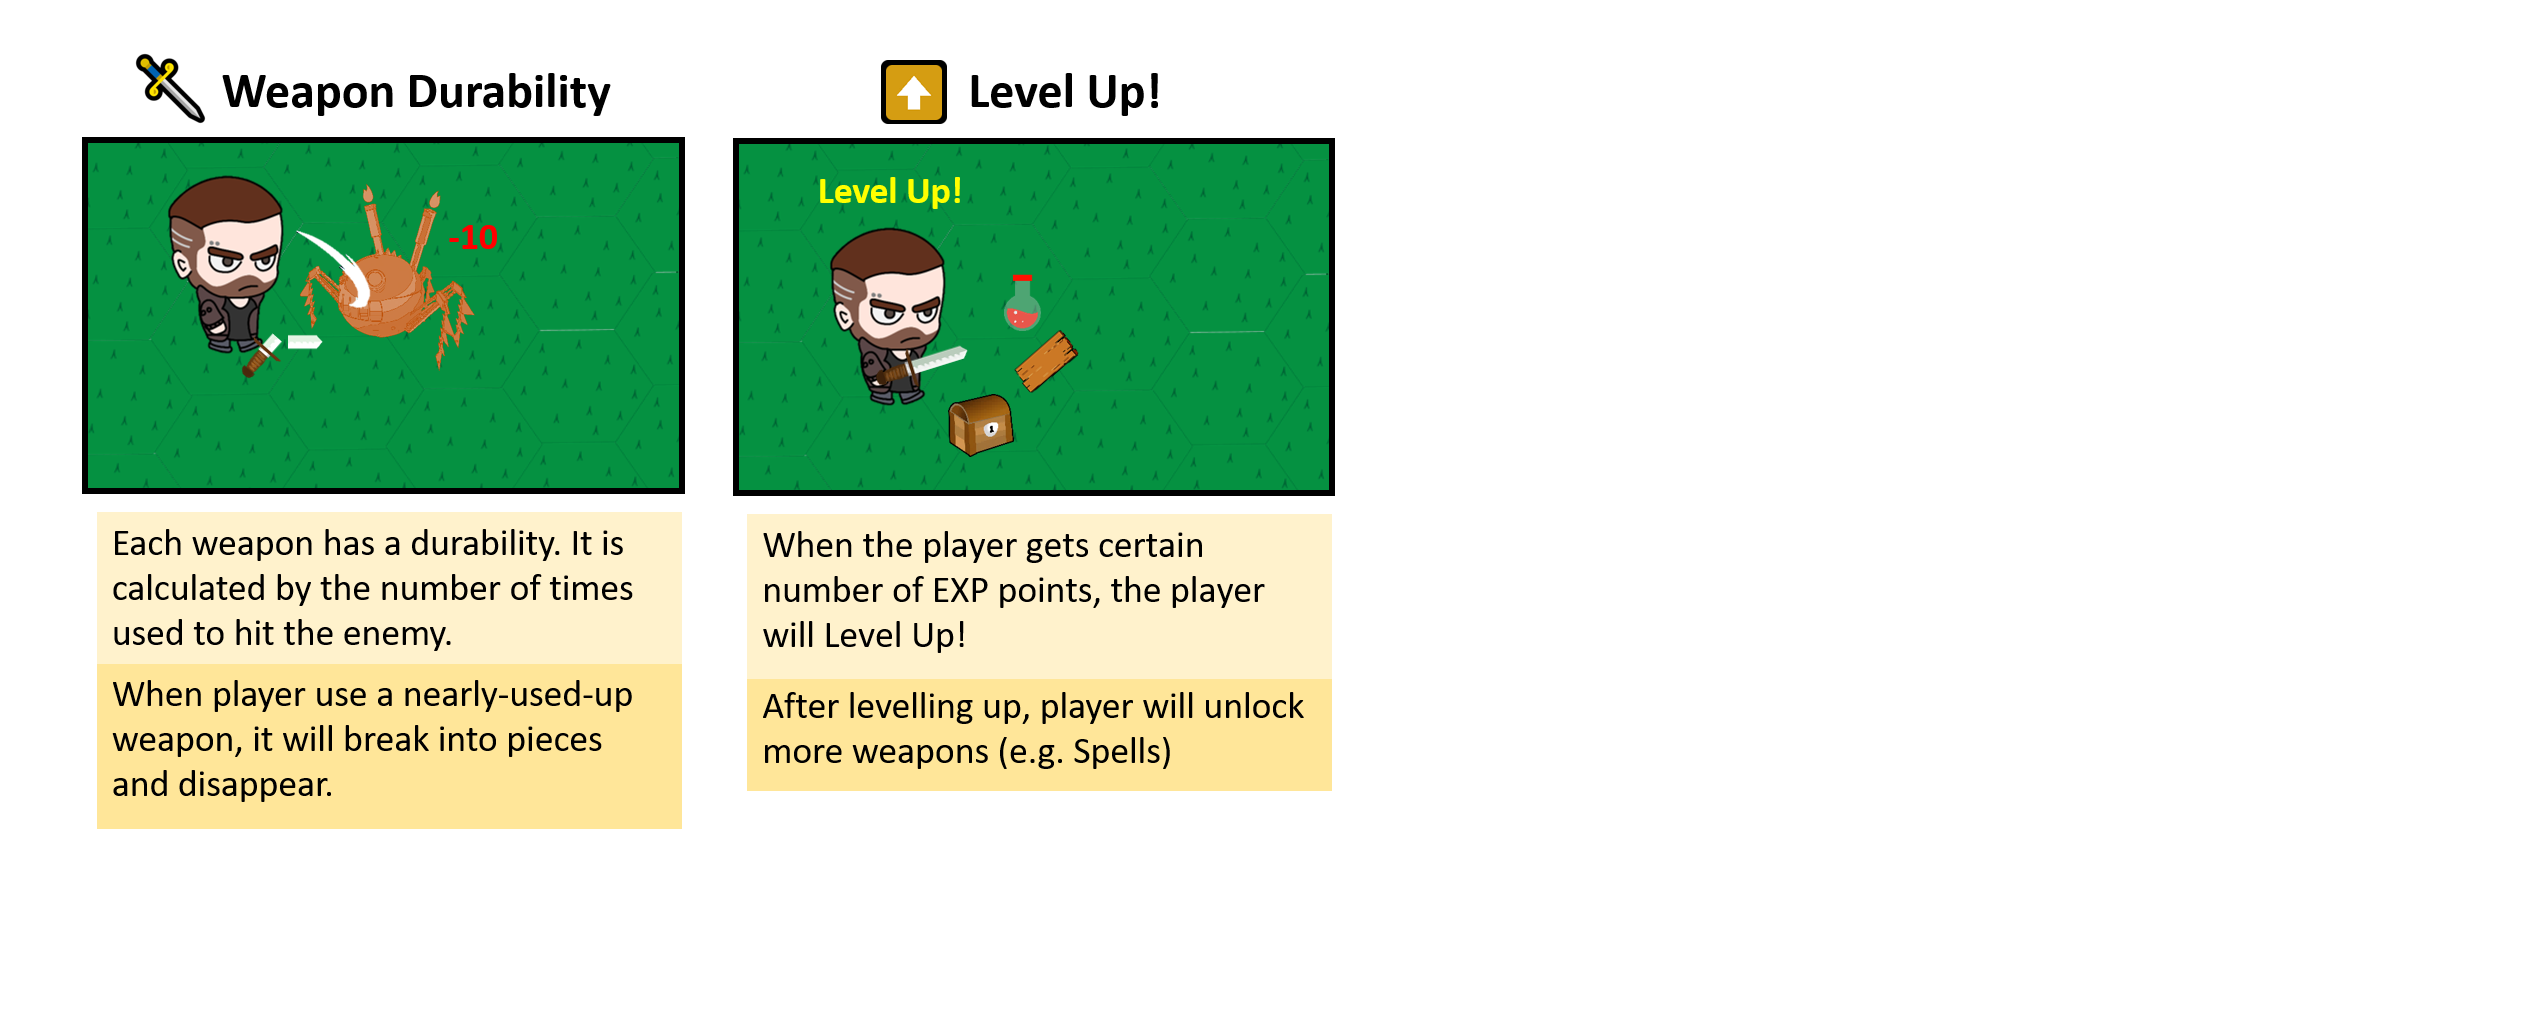 Weapon Durability
-10
Each weapon has a durability. It is
calculated by the number of times
used to hit the enemy.
When player use a nearly-used-up
weapon, it will break into pieces
and disappear.
Level Up!
Level Up!
When the player gets certain
number of EXP points, the player
will Level Up!
After levelling up, player will unlock
more weapons (e.g. Spells)